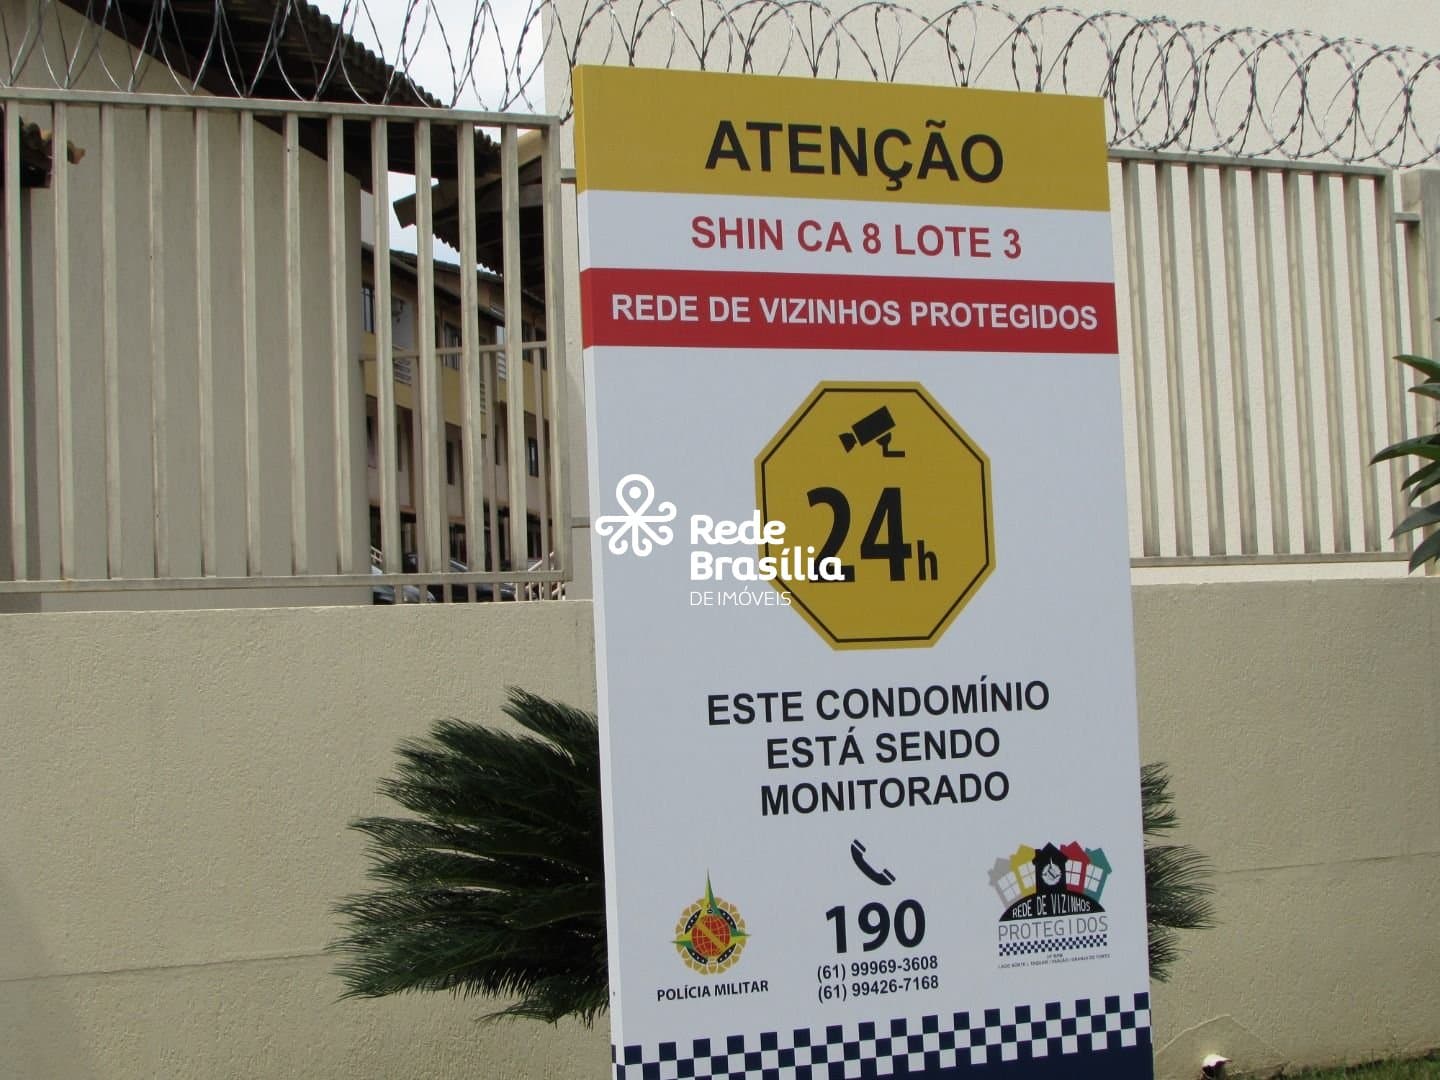 ATENÇÃO
SHIN CA 8 LOTE 3
REDE DE VIZINHOS PROTEGIDOS
24h
Rede
Brasília
DE IMÓVEIS
ESTE CONDOMÍNIO
ESTÁ SENDO
MONITORADO
POLÍCIA MILITAR
190
(61) 99969-3608
(61) 99426-7168
REDE DE VIZINHOS
PROTEGIDOS